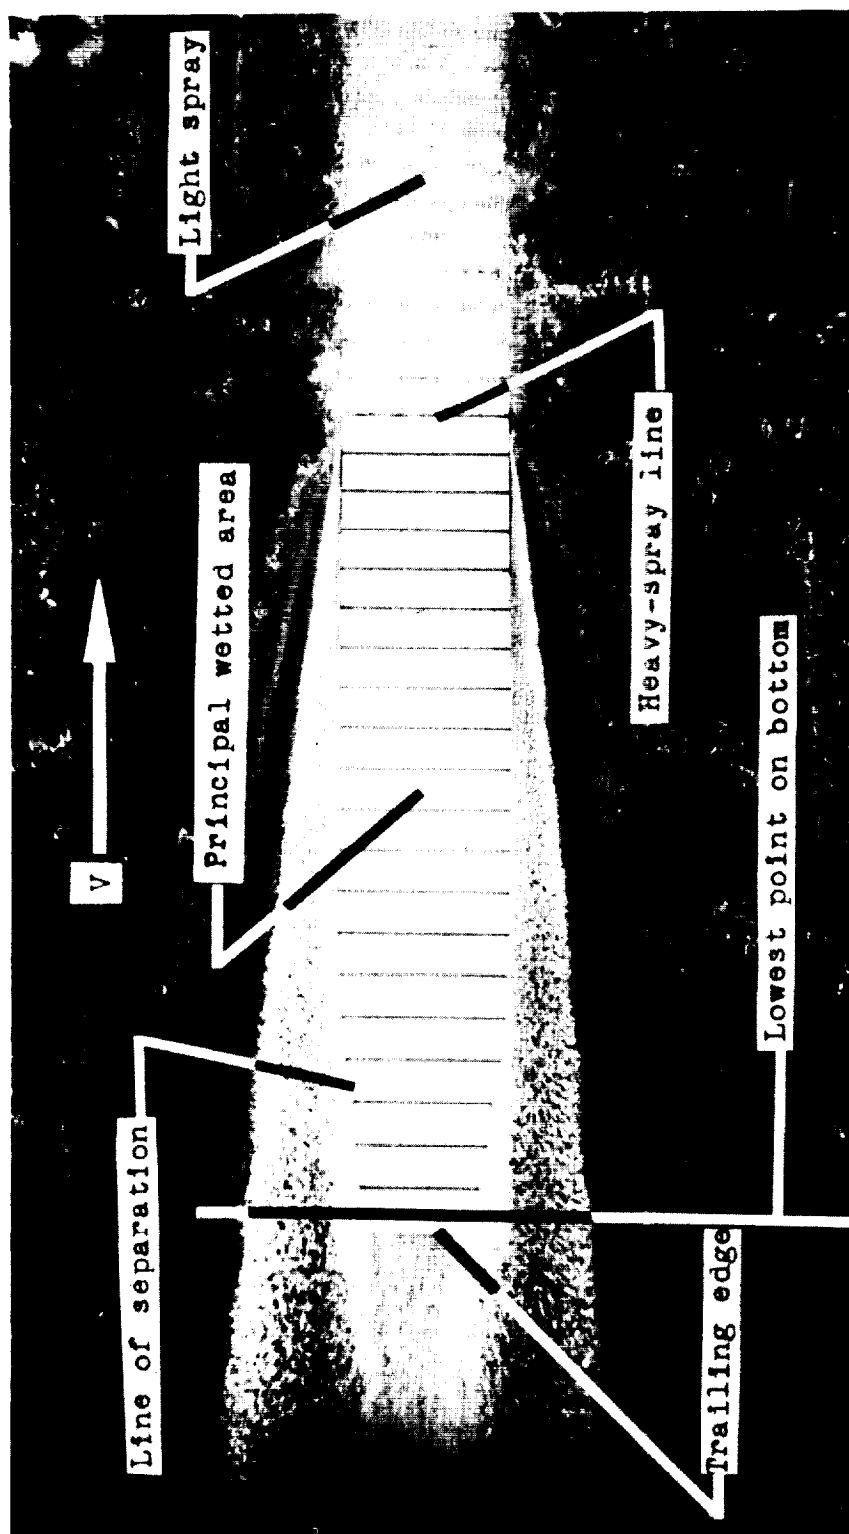 V
Line of separation
Light spray
Principal wetted area
Heavy-spray line
Trailing edge
Lowest point on bottom